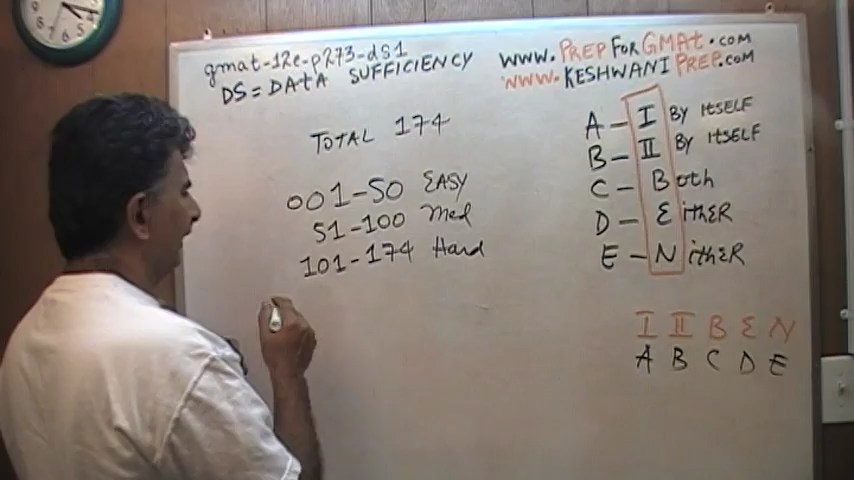 gmat-12e-p273-ds1
DS = DATA SUFFICIENCY
www.PREPFORGMAT.com
www.KESHWANIPREP.com
TOTAL 174
001-50 EASY
51-100 Med
101-174 Hard
A - I BY ITSELF
B - II BY ITSELF
C - Both
D - EithER
E - NithER
I II B E N
A B C D E